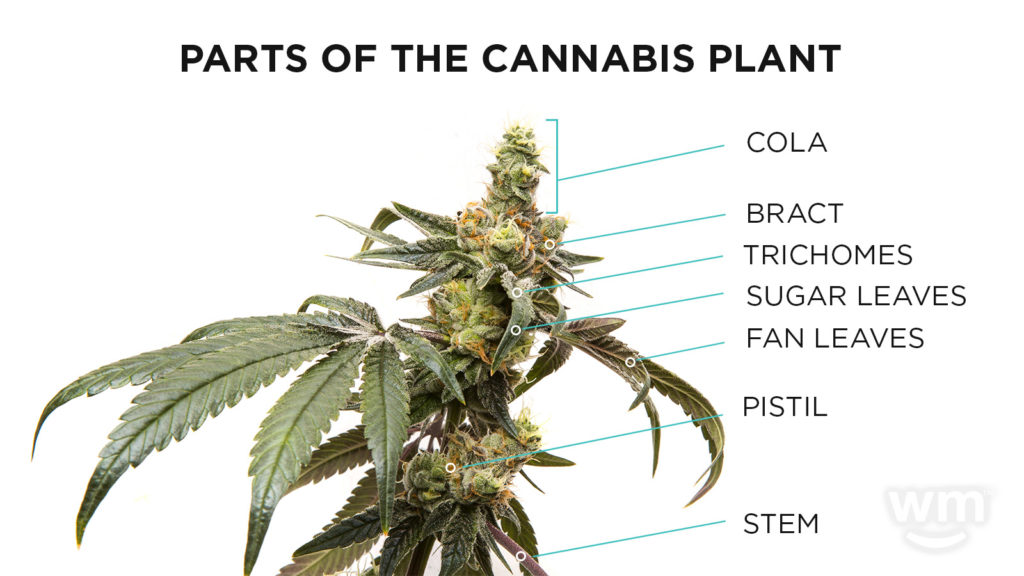 PARTS OF THE CANNABIS PLANT
COLA
BRACT
TRICHOMES
SUGAR LEAVES
FAN LEAVES
PISTIL
STEM
wm